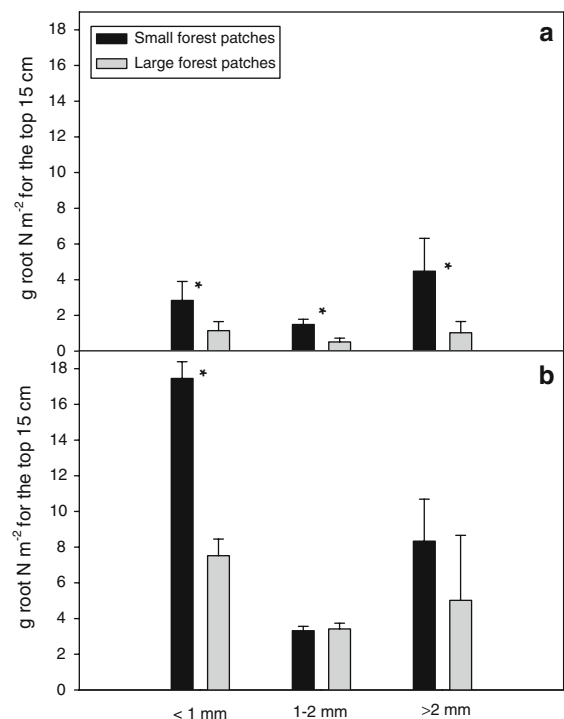 g root N m⁻² for the top 15 cm
18
16
14
12
10
8
6
4
2
0
Small forest patches
Large forest patches
a
*
*
*
g root N m⁻² for the top 15 cm
18
16
14
12
10
8
6
4
2
0
b
*
< 1 mm
1-2 mm
>2 mm